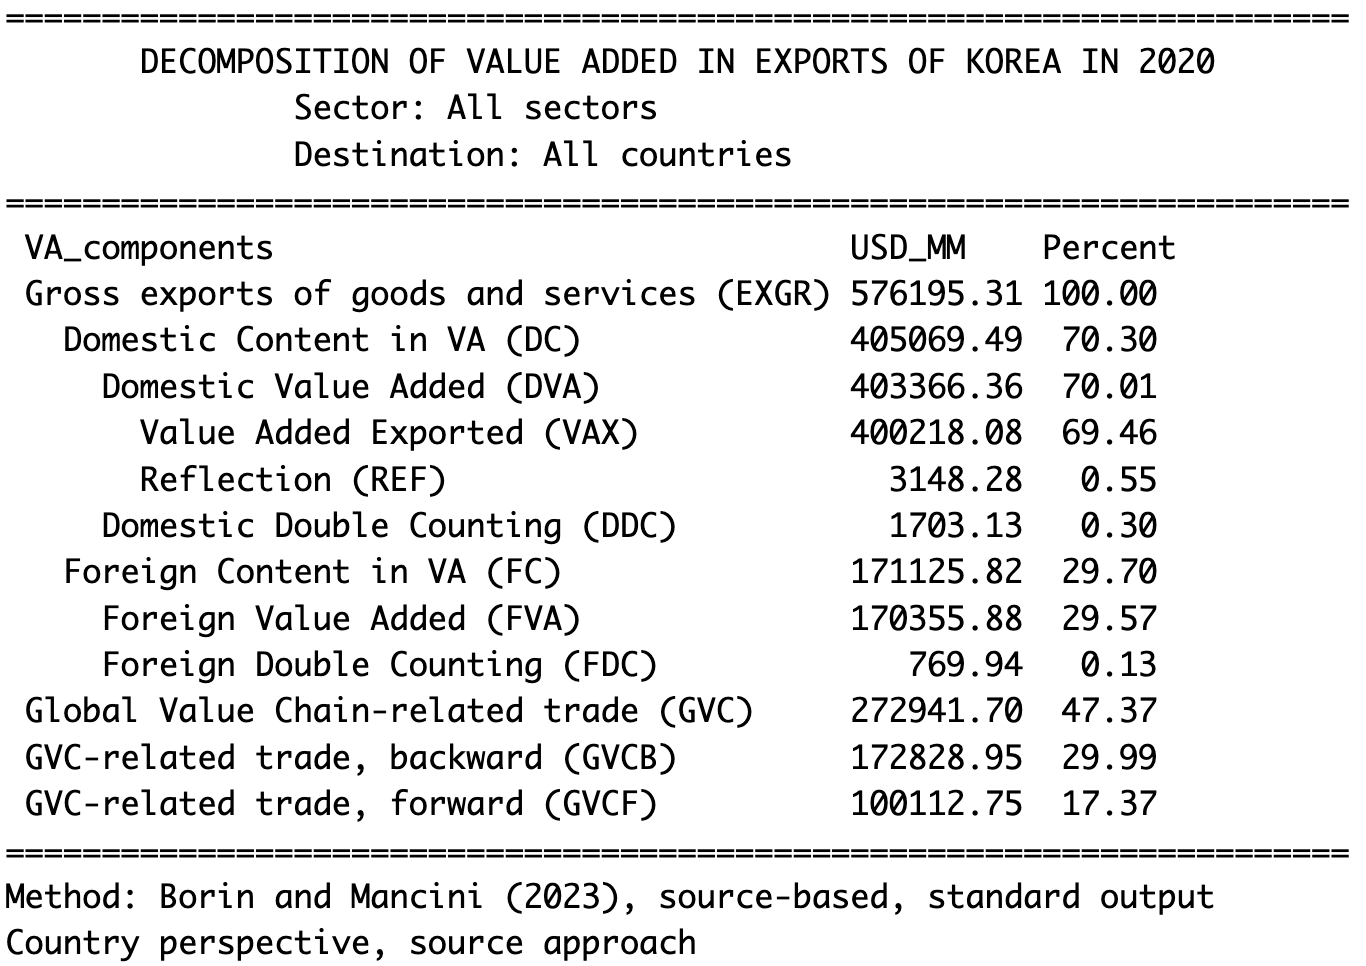 ======================================================================
DECOMPOSITION OF VALUE ADDED IN EXPORTS OF KOREA IN 2020
Sector: All sectors
Destination: All countries
======================================================================
VA_components USD_MM Percent
Gross exports of goods and services (EXGR) 576195.31 100.00
Domestic Content in VA (DC) 405069.49 70.30
Domestic Value Added (DVA) 403366.36 70.01
Value Added Exported (VAX) 400218.08 69.46
Reflection (REF) 3148.28 0.55
Domestic Double Counting (DDC) 1703.13 0.30
Foreign Content in VA (FC) 171125.82 29.70
Foreign Value Added (FVA) 170355.88 29.57
Foreign Double Counting (FDC) 769.94 0.13
Global Value Chain-related trade (GVC) 272941.70 47.37
GVC-related trade, backward (GVCB) 172828.95 29.99
GVC-related trade, forward (GVCF) 100112.75 17.37
======================================================================
Method: Borin and Mancini (2023), source-based, standard output
Country perspective, source approach